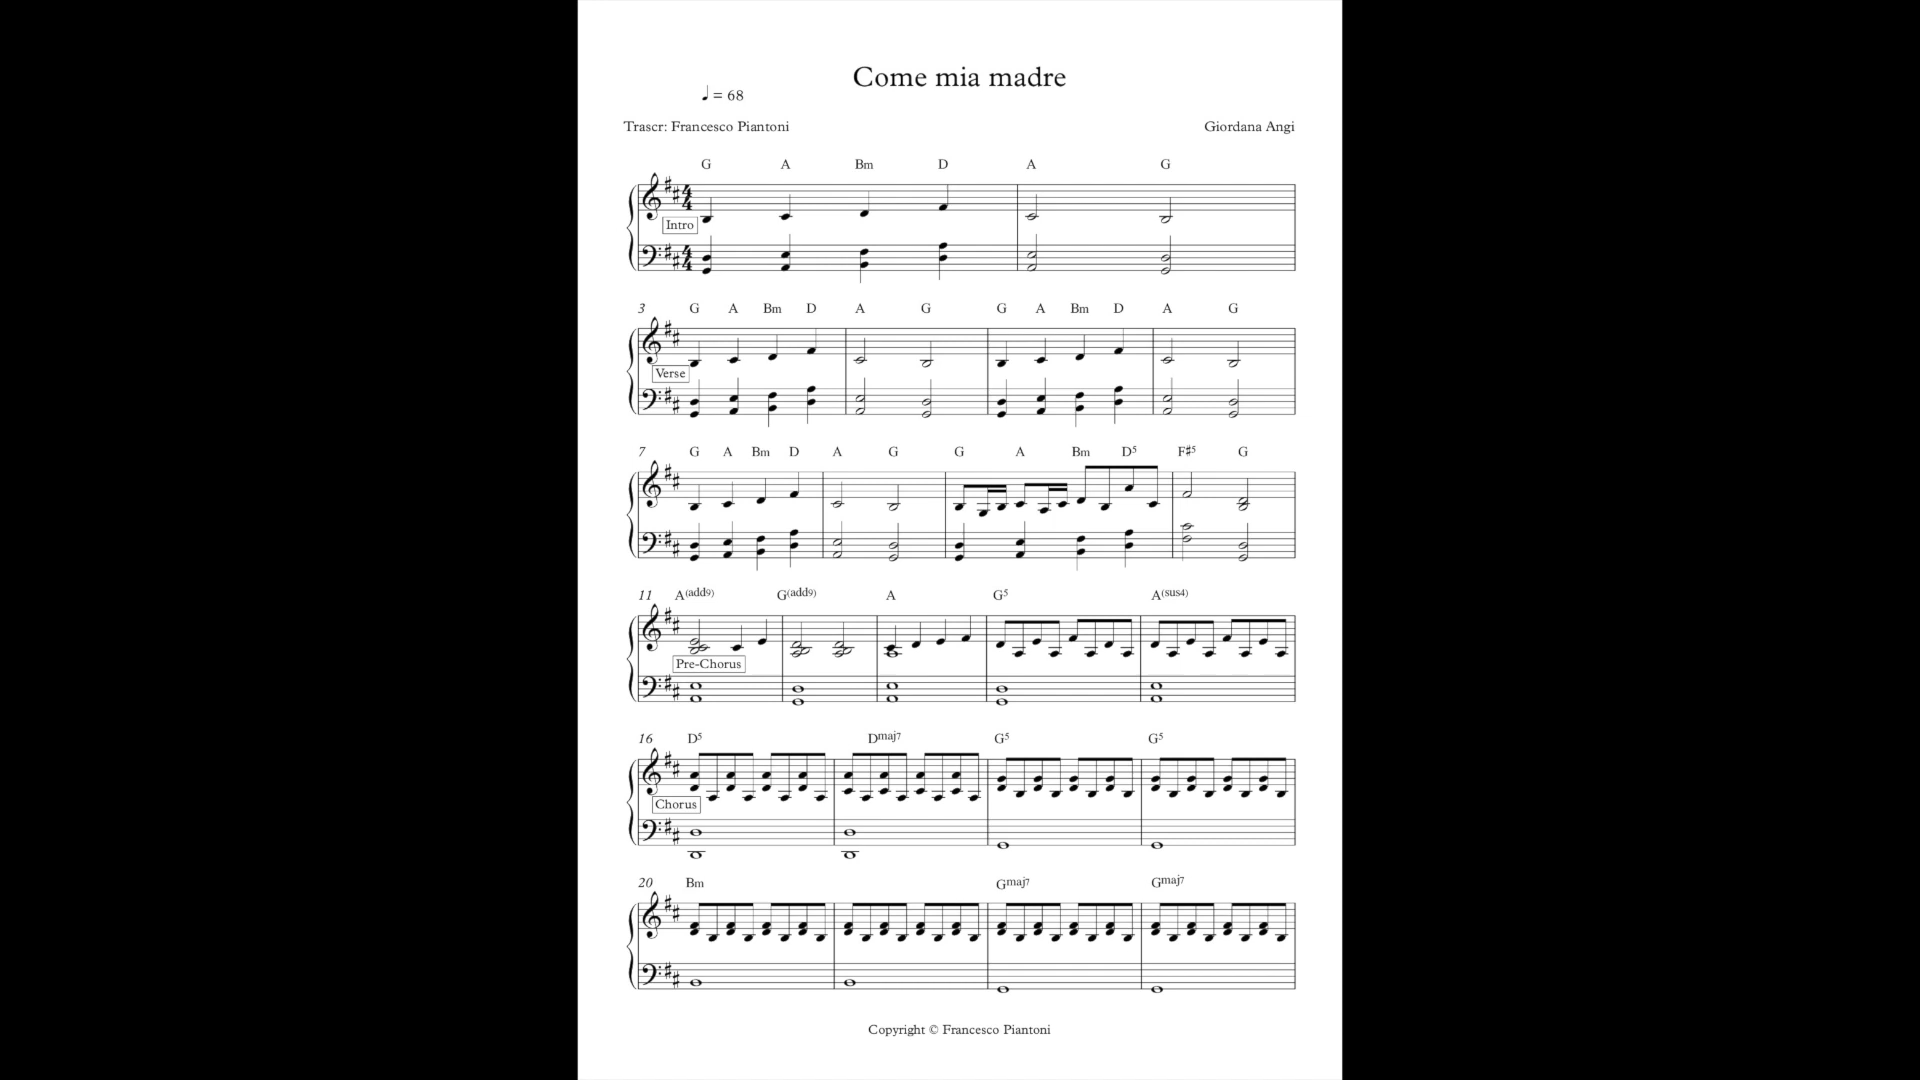 Come mia madre
♩ = 68
Trascr: Francesco Piantoni
Giordana Angi
G A Bm D A G
Intro
3 G A Bm D A G G A Bm D A G
Verse
7 G A Bm D A G G A Bm D5 F#5 G
11 A(add9) G(add9) A G5 A(sus4)
Pre-Chorus
16 D5 Dmaj7 G5 G5
Chorus
20 Bm Gmaj7 Gmaj7
Copyright © Francesco Piantoni